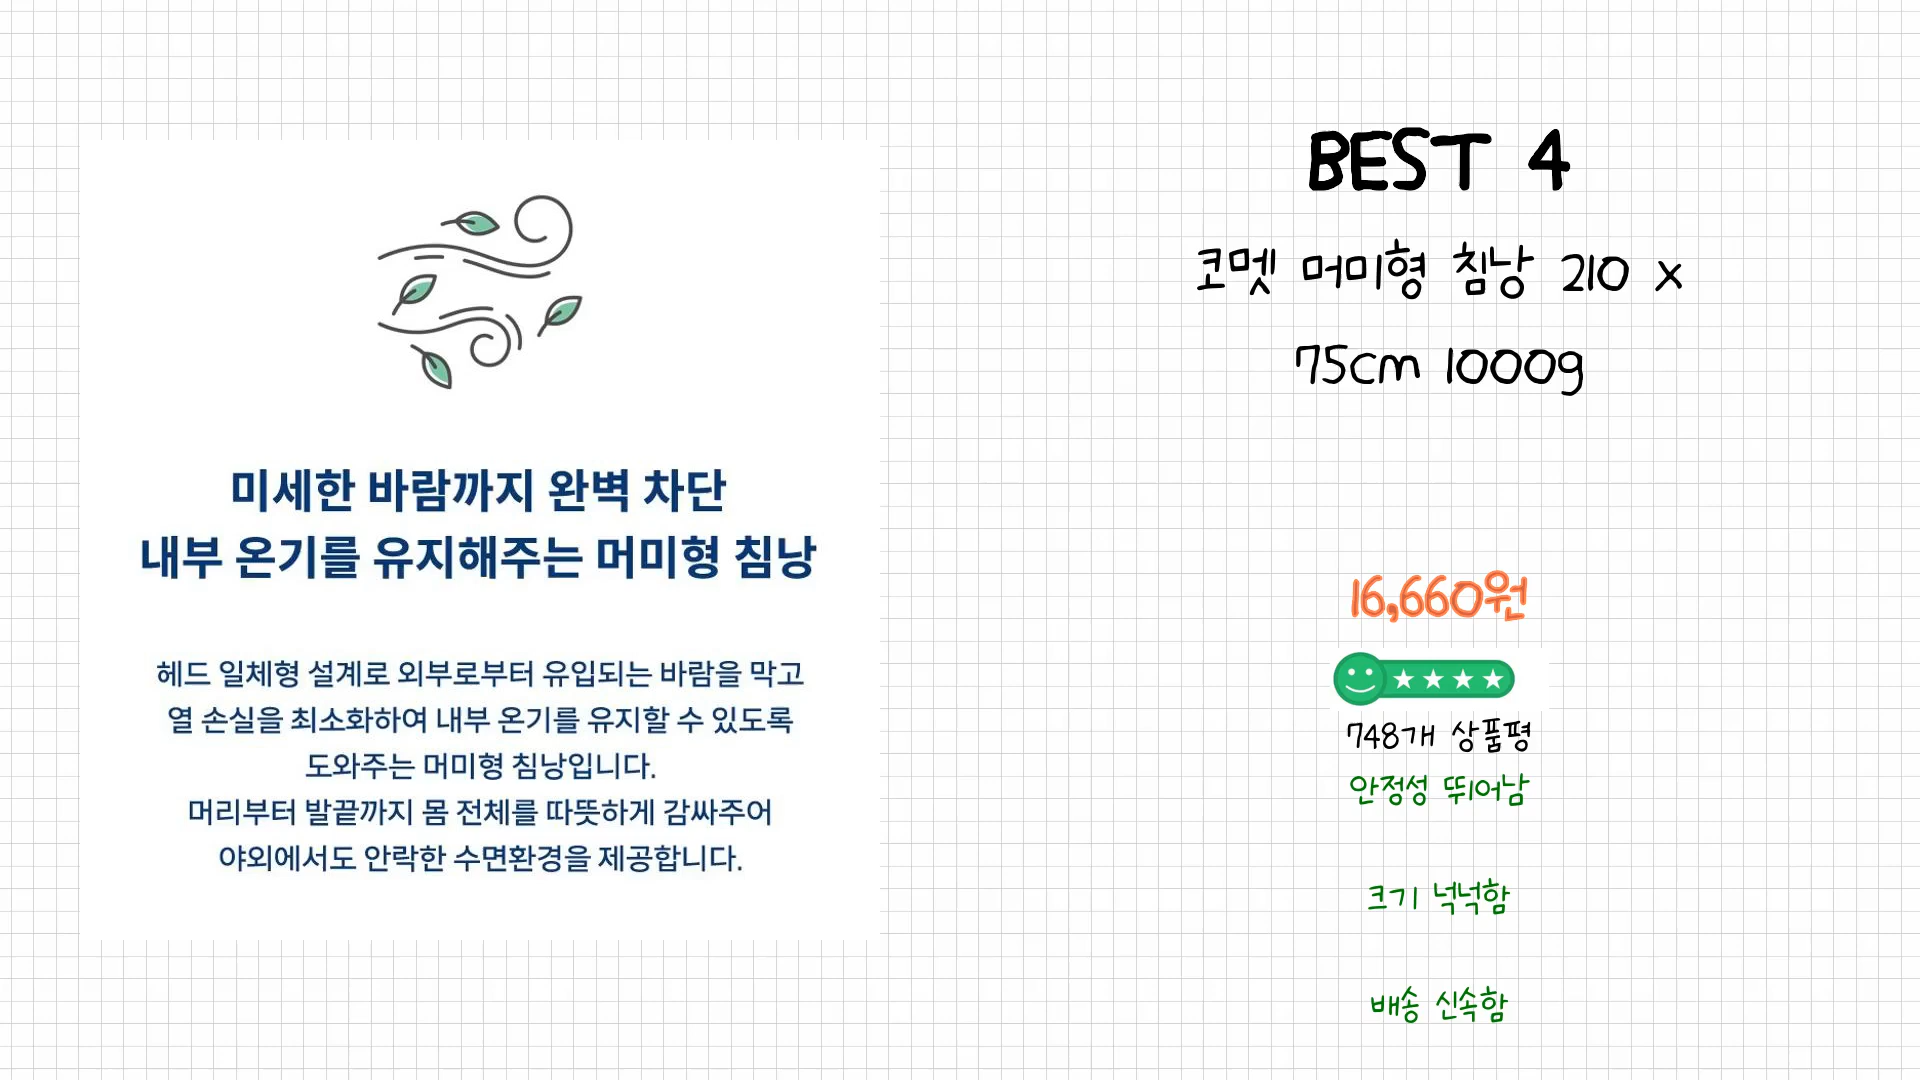 미세한 바람까지 완벽 차단
내부 온기를 유지해주는 머미형 침낭
헤드 일체형 설계로 외부로부터 유입되는 바람을 막고
열 손실을 최소화하여 내부 온기를 유지할 수 있도록
도와주는 머미형 침낭입니다.
머리부터 발끝까지 몸 전체를 따뜻하게 감싸주어
야외에서도 안락한 수면환경을 제공합니다.
BEST 4
코멧 머미형 침낭 210 x
75cm 1000g
16,660원
748개 상품평
안정성 뛰어남
크기 넉넉함
배송 신속함